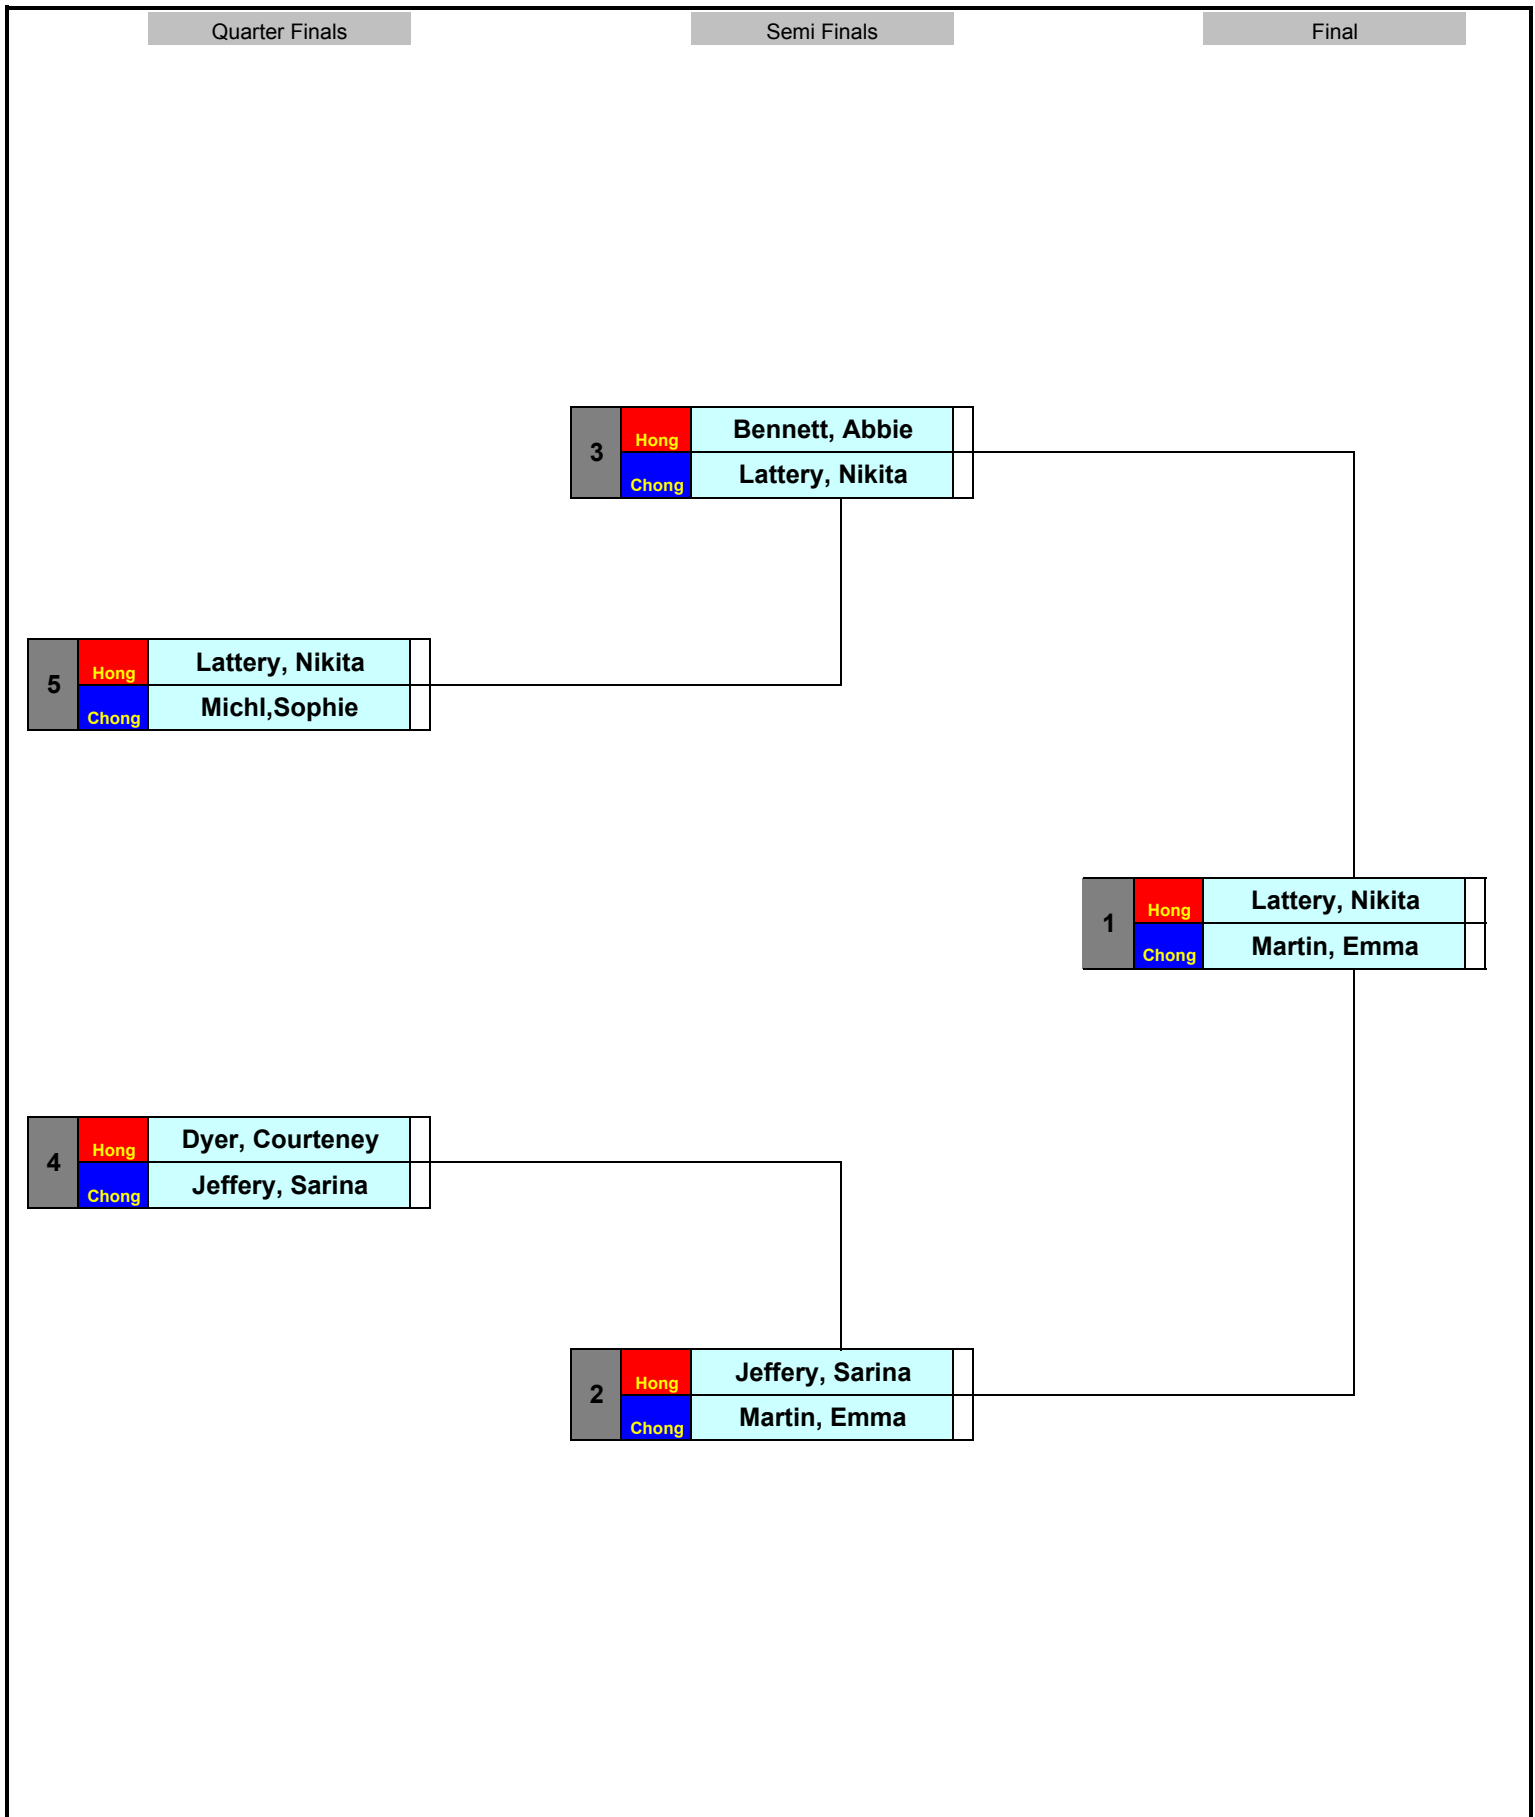 Quarter Finals Semi Finals Final
3 Hong Bennett, Abbie
Chong Lattery, Nikita
5 Hong Lattery, Nikita
Chong Michl,Sophie
1 Hong Lattery, Nikita
Chong Martin, Emma
4 Hong Dyer, Courteney
Chong Jeffery, Sarina
2 Hong Jeffery, Sarina
Chong Martin, Emma